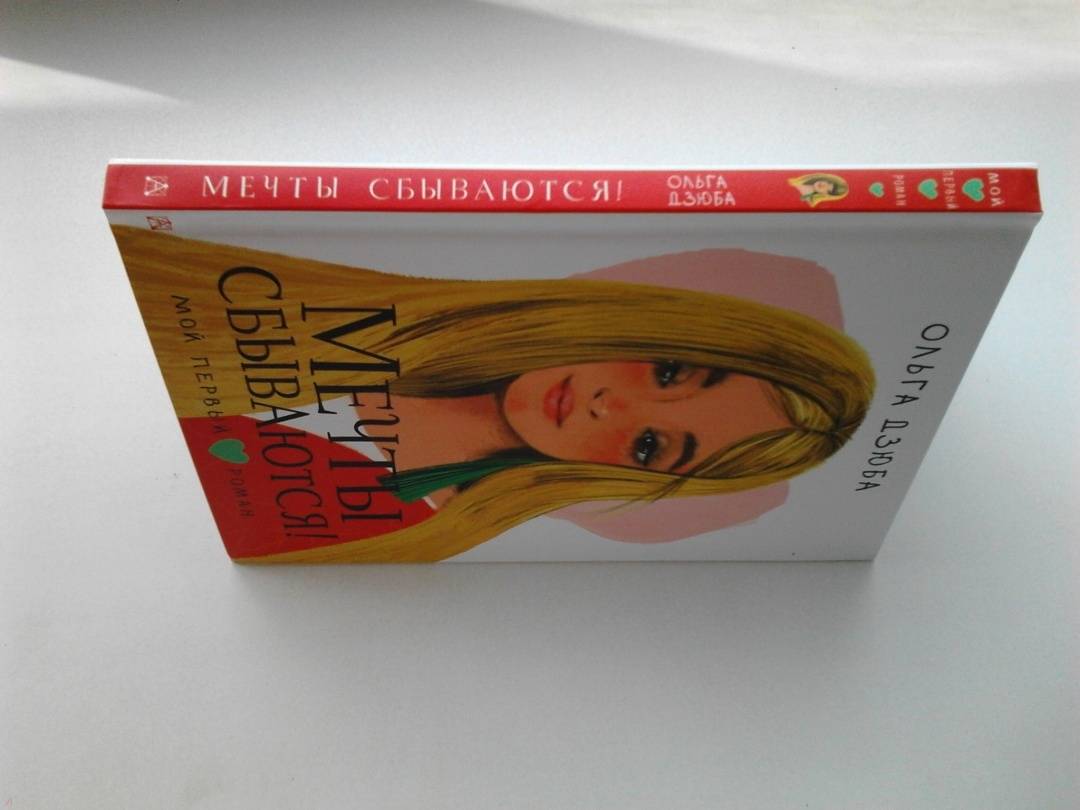 МЕЧТЫ СБЫВАЮТСЯ!
ОЛЬГА
ДЗЮБА
МОЙ
ПЕРВЫЙ
РОМАН
ОЛЬГА ДЗЮБА
МЕЧТЫ
СБЫВАЮТСЯ!
МОЙ ПЕРВЫЙ РОМАН